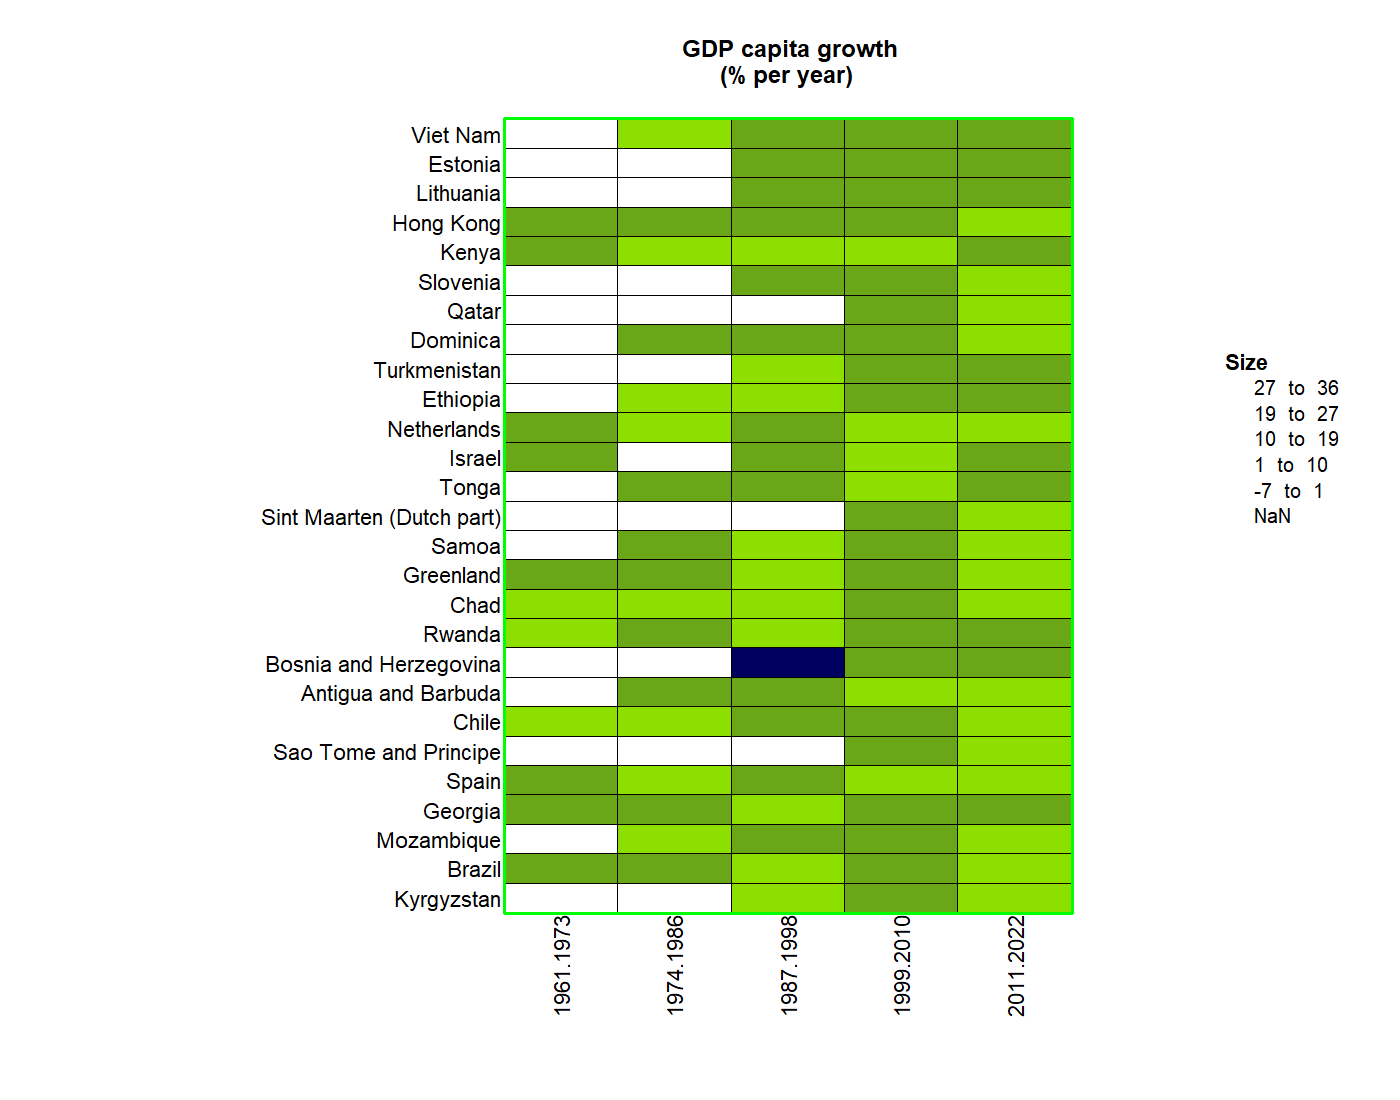 GDP capita growth
(% per year)
Viet Nam
Estonia
Lithuania
Hong Kong
Kenya
Slovenia
Qatar
Dominica
Turkmenistan
Ethiopia
Netherlands
Israel
Tonga
Sint Maarten (Dutch part)
Samoa
Greenland
Chad
Rwanda
Bosnia and Herzegovina
Antigua and Barbuda
Chile
Sao Tome and Principe
Spain
Georgia
Mozambique
Brazil
Kyrgyzstan
1961.1973
1974.1986
1987.1998
1999.2010
2011.2022
Size
27 to 36
19 to 27
10 to 19
1 to 10
-7 to 1
NaN